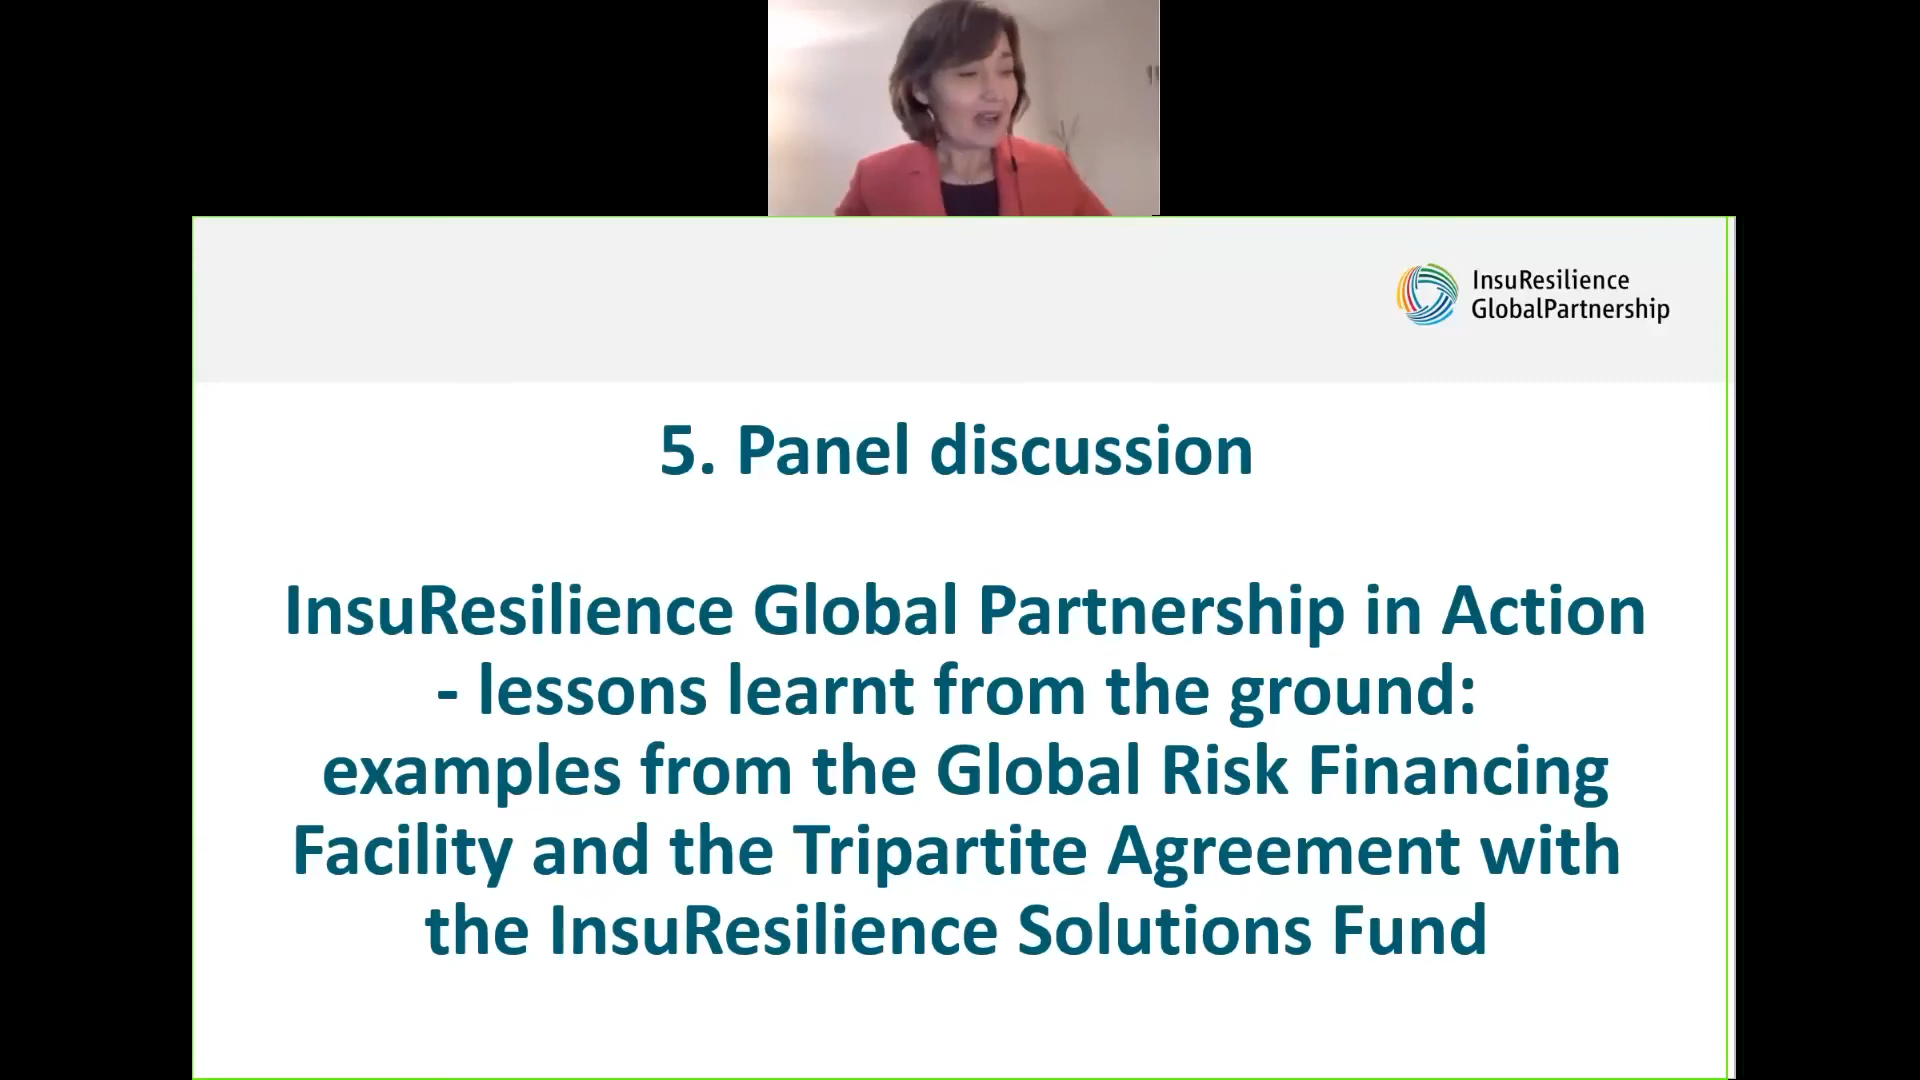 InsuResilience
GlobalPartnership
5. Panel discussion
InsuResilience Global Partnership in Action
- lessons learnt from the ground:
examples from the Global Risk Financing
Facility and the Tripartite Agreement with
the InsuResilience Solutions Fund